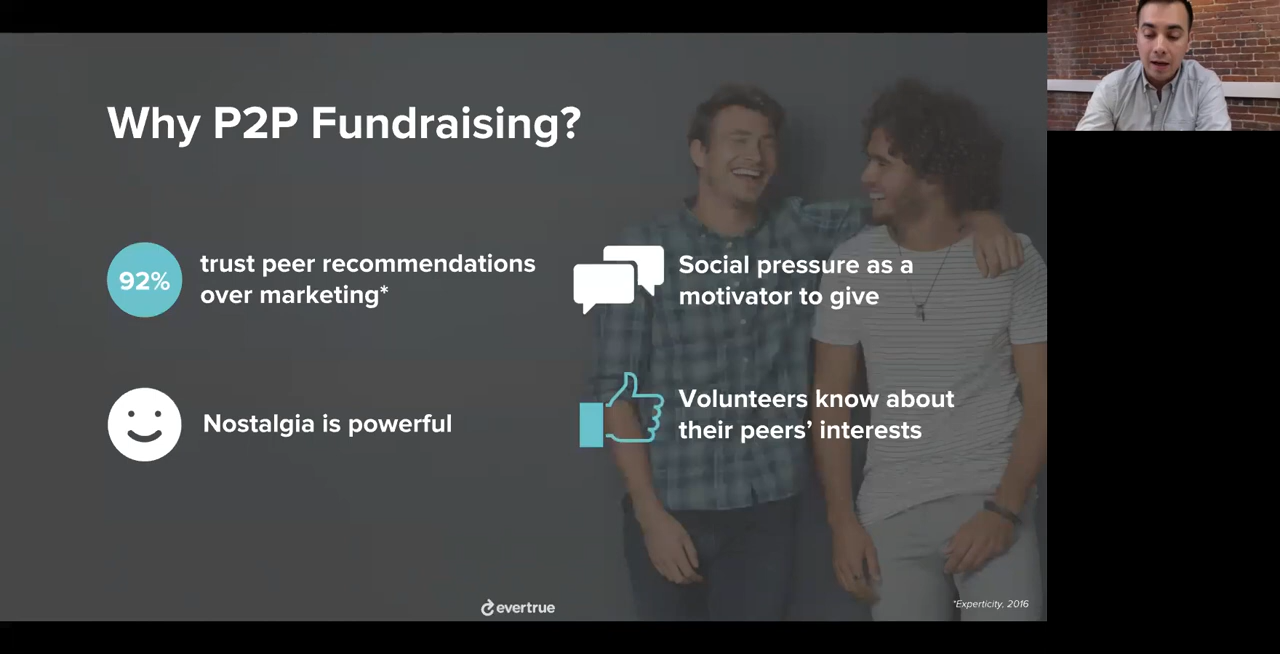 Why P2P Fundraising?
92%
trust peer recommendations
over marketing*
Social pressure as a
motivator to give
Nostalgia is powerful
Volunteers know about
their peers’ interests
evertrue
*Experticity, 2016